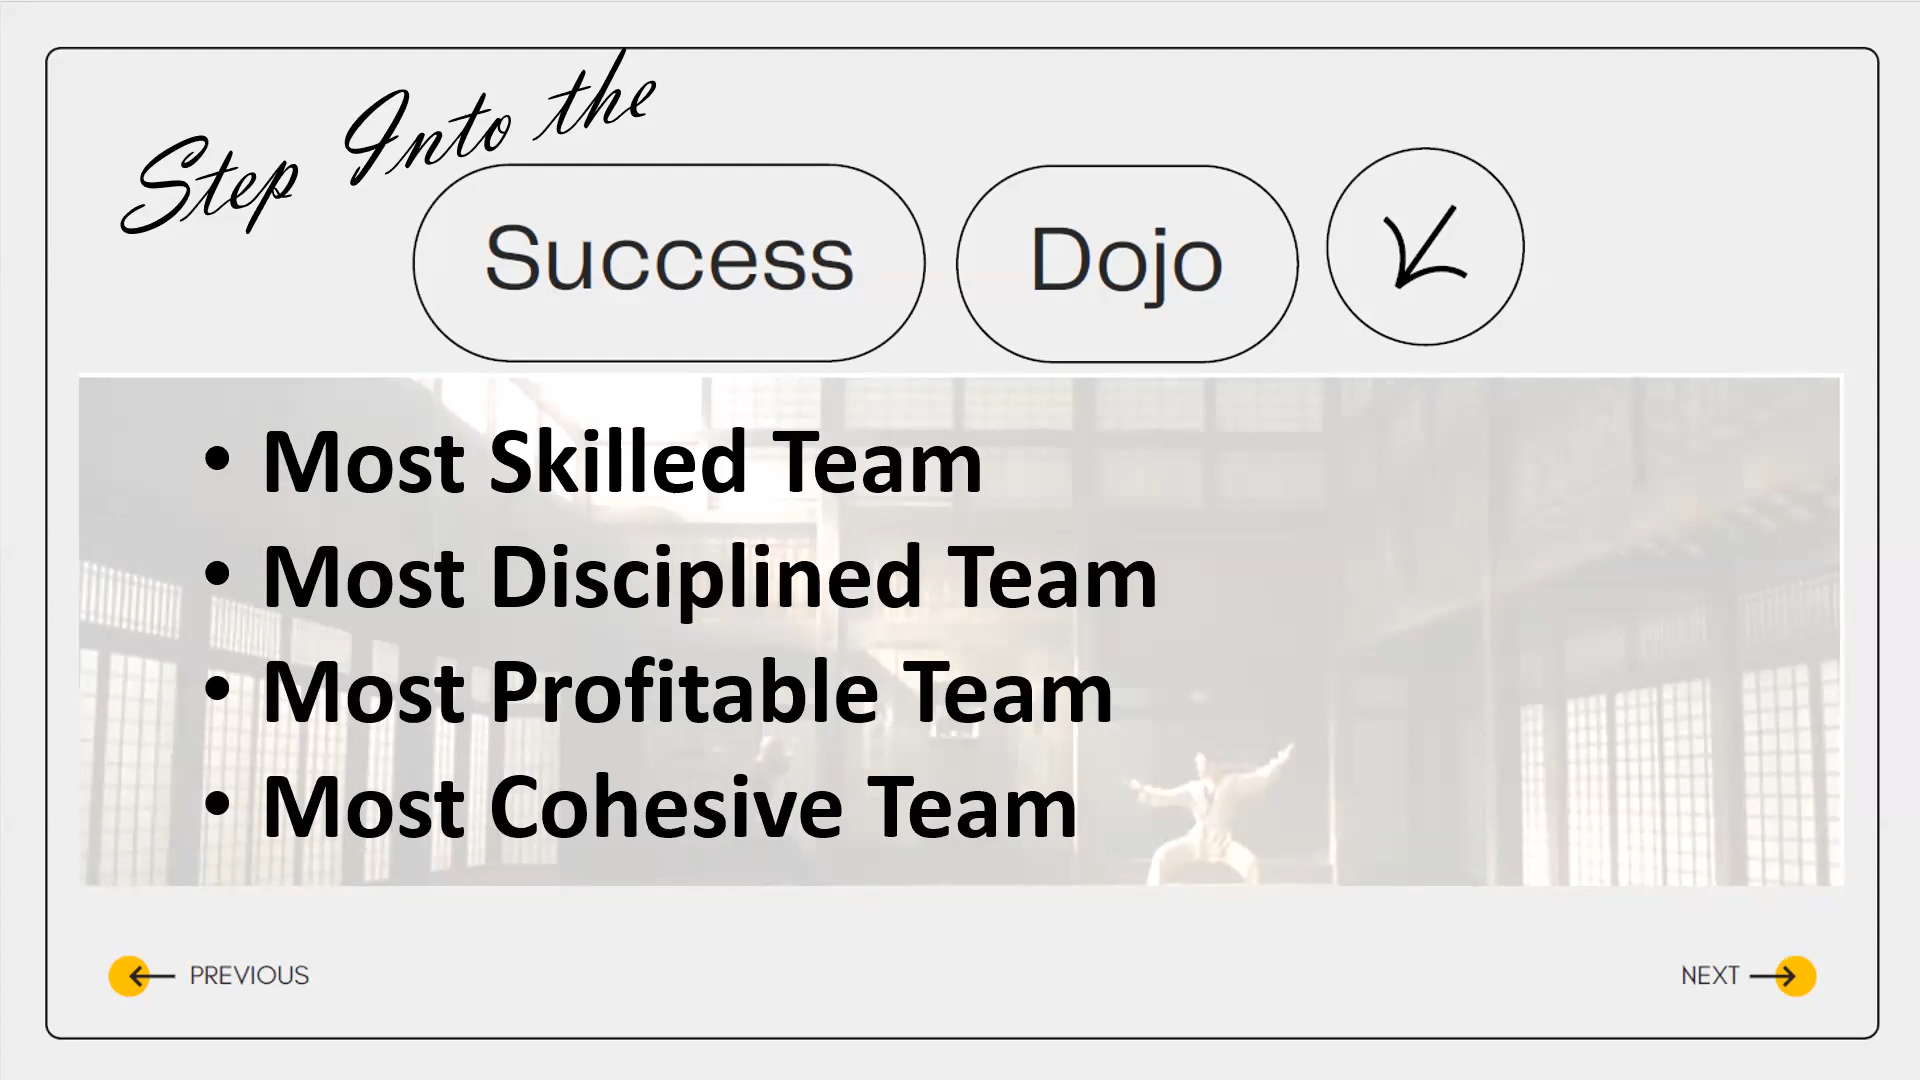 Step Into the
Success Dojo
• Most Skilled Team
• Most Disciplined Team
• Most Profitable Team
• Most Cohesive Team
PREVIOUS
NEXT